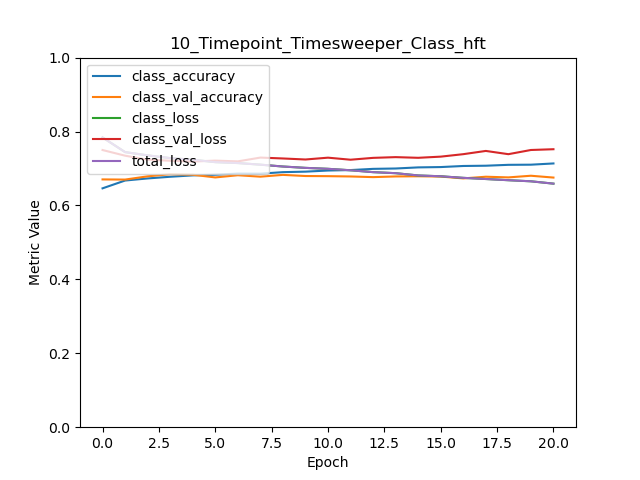 10_Timepoint_Timesweeper_Class_hft
1.0
class_accuracy
class_val_accuracy
class_loss
class_val_loss
total_loss
0.8
0.6
0.4
0.2
0.0
Metric Value
0.0 2.5 5.0 7.5 10.0 12.5 15.0 17.5 20.0
Epoch